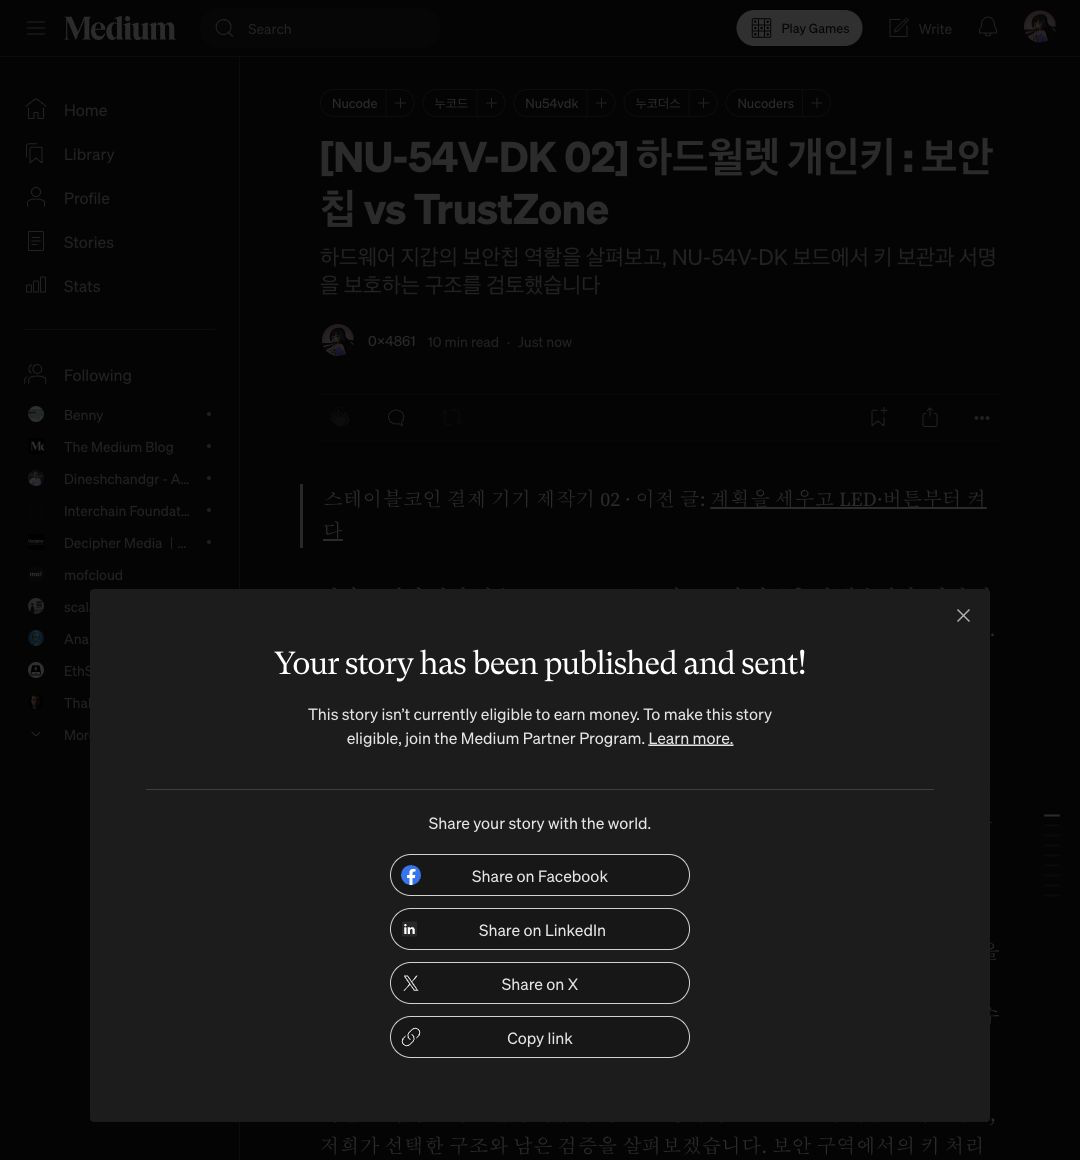 Medium
Search
Play Games
Write
Home
Library
Profile
Stories
Stats
Following
Benny
The Medium Blog
Dineshchandgr - A...
Interchain Foundat...
Decipher Media ㅣ...
mofcloud
Nucode
누코드
Nu54vdk
누코더스
Nucoders
[NU-54V-DK 02] 하드월렛 개인키 : 보안
칩 vs TrustZone
하드웨어 지갑의 보안칩 역할을 살펴보고, NU-54V-DK 보드에서 키 보관과 서명
을 보호하는 구조를 검토했습니다
0x4861 10 min read · Just now
스테이블코인 결제 기기 제작기 02 · 이전 글: 계획을 세우고 LED·버튼부터 켜
다
Your story has been published and sent!
This story isn’t currently eligible to earn money. To make this story
eligible, join the Medium Partner Program. Learn more.
Share your story with the world.
Share on Facebook
Share on LinkedIn
Share on X
Copy link
저희가 선택한 구조와 남은 검증을 살펴보겠습니다. 보안 구역에서의 키 처리